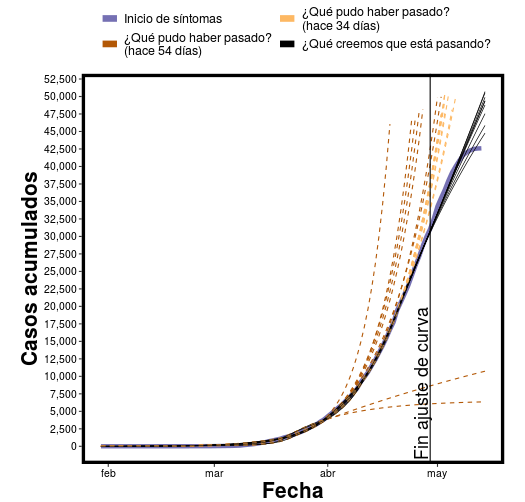 Inicio de síntomas
¿Qué pudo haber pasado?
(hace 54 días)
¿Qué pudo haber pasado?
(hace 34 días)
¿Qué creemos que está pasando?
52,500
50,000
47,500
45,000
42,500
40,000
37,500
35,000
32,500
30,000
27,500
25,000
22,500
20,000
17,500
15,000
12,500
10,000
7,500
5,000
2,500
0
Casos acumulados
Fin ajuste de curva
feb
mar
abr
may
Fecha